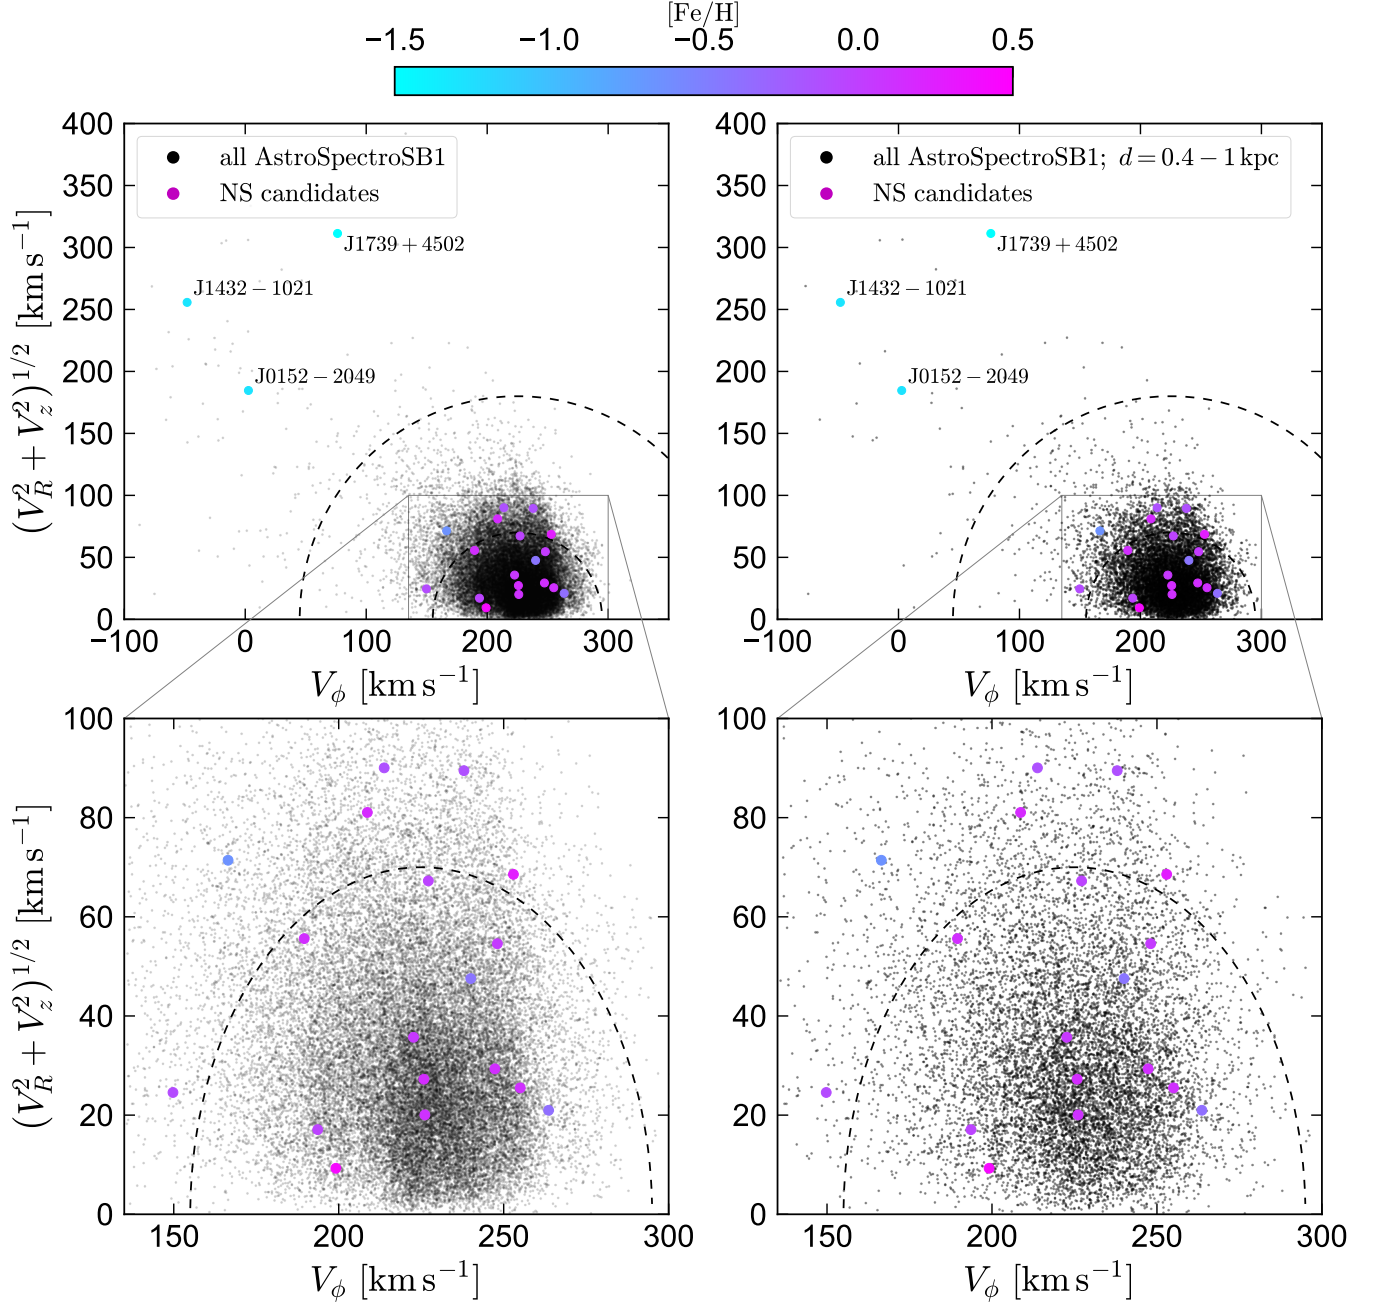 [Fe/H]
−1.5 −1.0 −0.5 0.0 0.5
400
350
300
250
200
150
100
50
0
(V_R^2 + V_z^2)^{1/2} [km s^{−1}]
all AstroSpectroSB1
NS candidates
J1739 + 4502
J1432 − 1021
J0152 − 2049
−100 0 100 200 300
V_ϕ [km s^{−1}]
400
350
300
250
200
150
100
50
0
all AstroSpectroSB1; d = 0.4 − 1 kpc
NS candidates
J1739 + 4502
J1432 − 1021
J0152 − 2049
−100 0 100 200 300
V_ϕ [km s^{−1}]
100
80
60
40
20
0
(V_R^2 + V_z^2)^{1/2} [km s^{−1}]
150 200 250 300
V_ϕ [km s^{−1}]
100
80
60
40
20
0
150 200 250 300
V_ϕ [km s^{−1}]